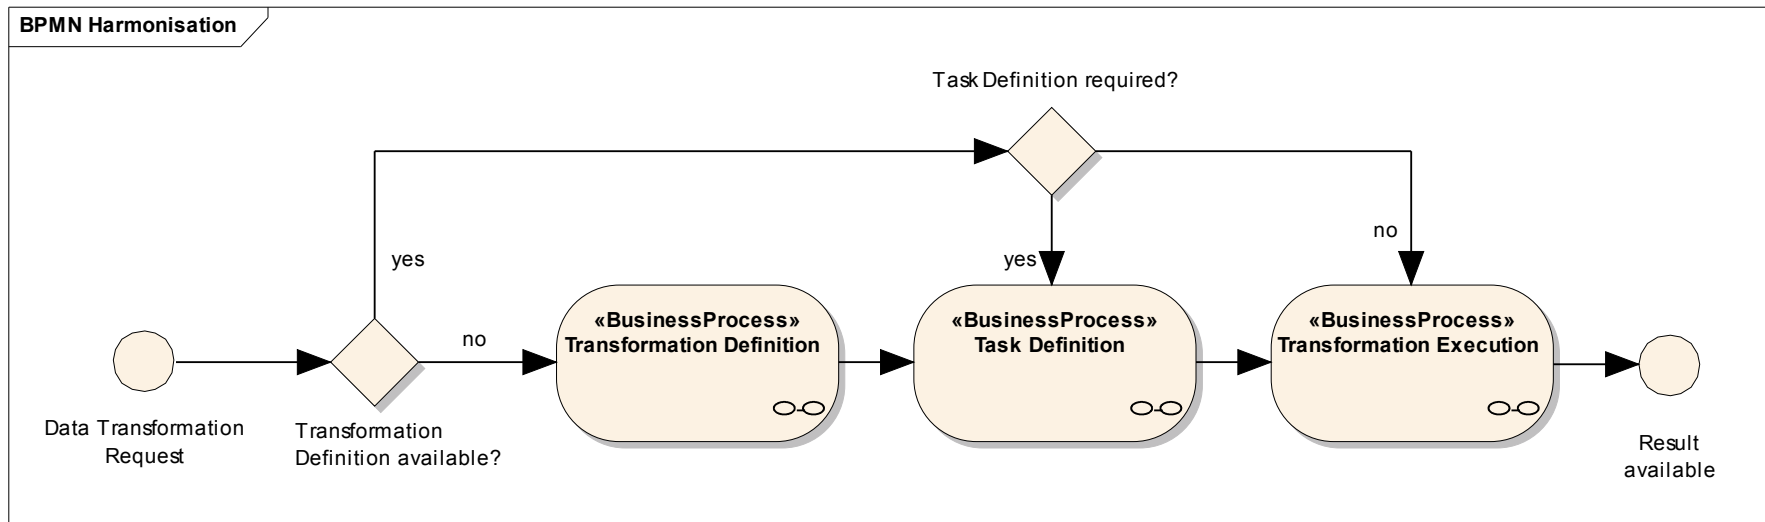 BPMN Harmonisation
Task Definition required?
yes
no
yes
no
«BusinessProcess»
Transformation Definition
«BusinessProcess»
Task Definition
«BusinessProcess»
Transformation Execution
Data Transformation
Request
Transformation
Definition available?
Result
available